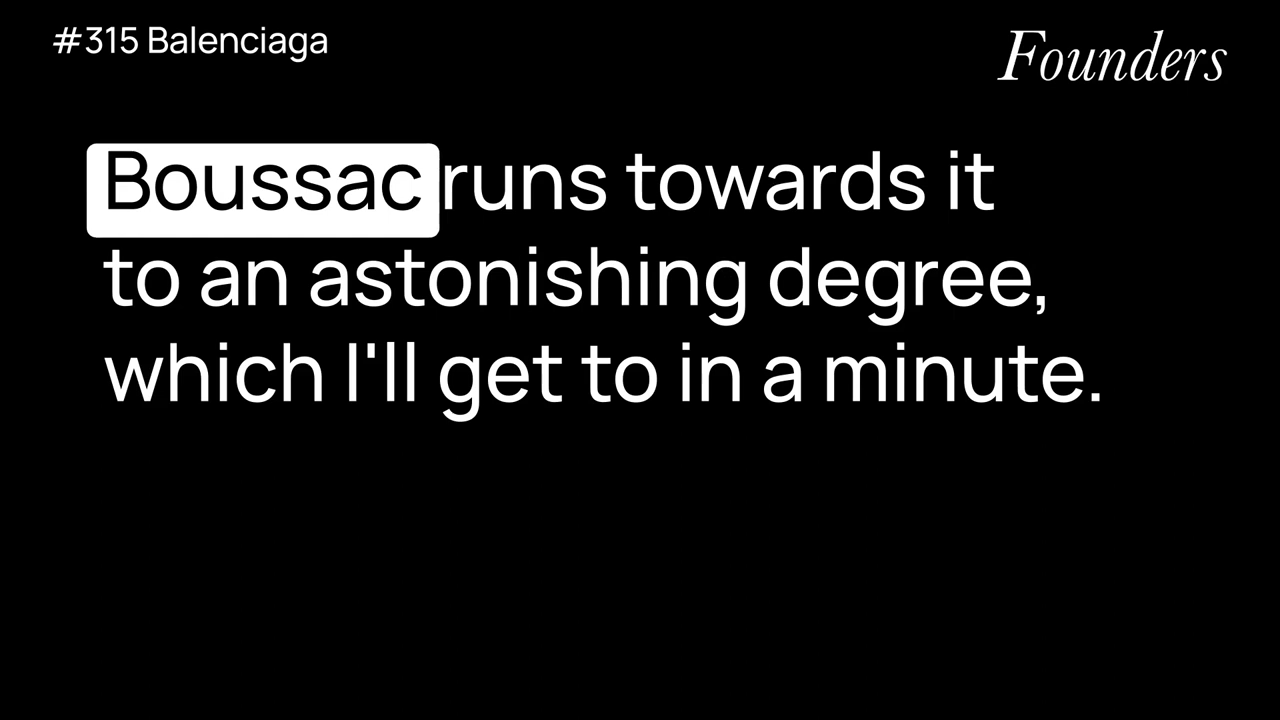 #315 Balenciaga
Founders
Boussac runs towards it
to an astonishing degree,
which I'll get to in a minute.